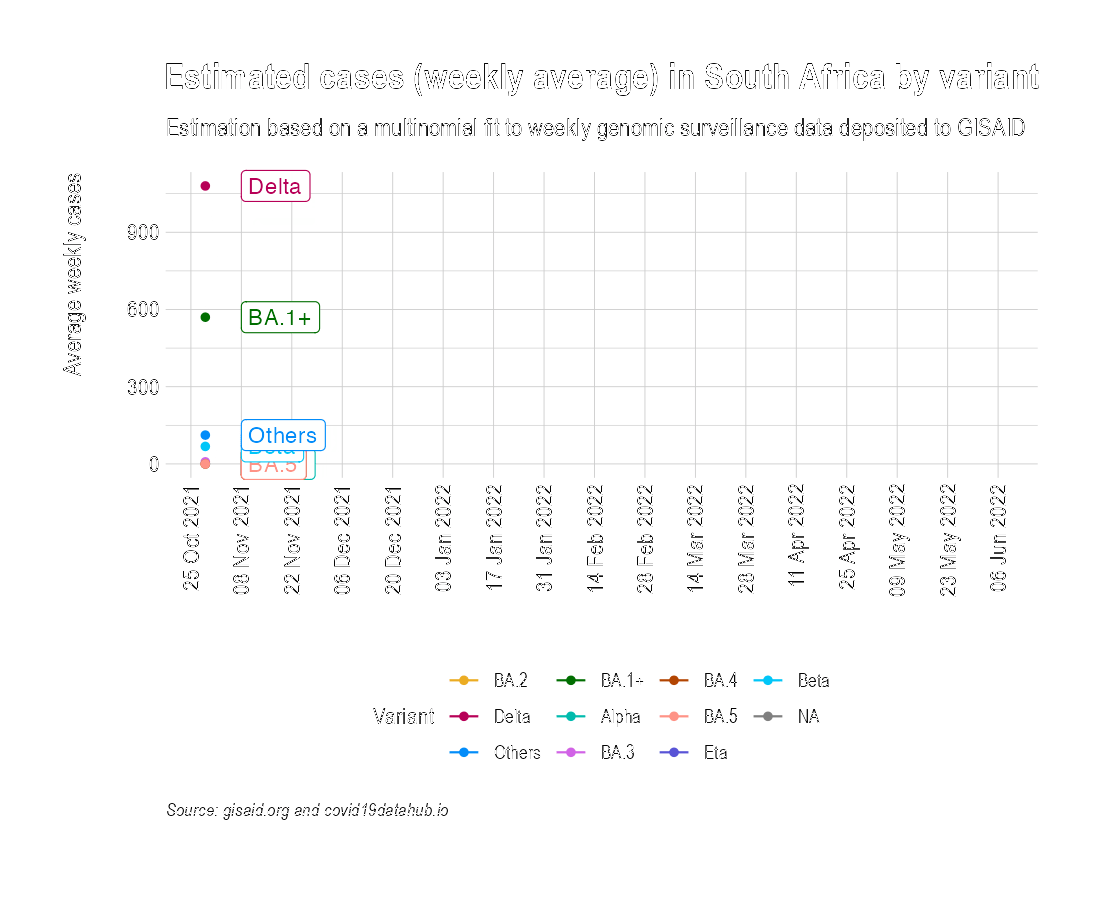 Estimated cases (weekly average) in South Africa by variant
Estimation based on a multinomial fit to weekly genomic surveillance data deposited to GISAID
Average weekly cases
900
600
300
0
Delta
BA.1+
Others
Beta
BA.5
25 Oct 2021
08 Nov 2021
22 Nov 2021
06 Dec 2021
20 Dec 2021
03 Jan 2022
17 Jan 2022
31 Jan 2022
14 Feb 2022
28 Feb 2022
14 Mar 2022
28 Mar 2022
11 Apr 2022
25 Apr 2022
09 May 2022
23 May 2022
06 Jun 2022
Variant
BA.2 BA.1+ BA.4 Beta
Delta Alpha BA.5 NA
Others BA.3 Eta
Source: gisaid.org and covid19datahub.io